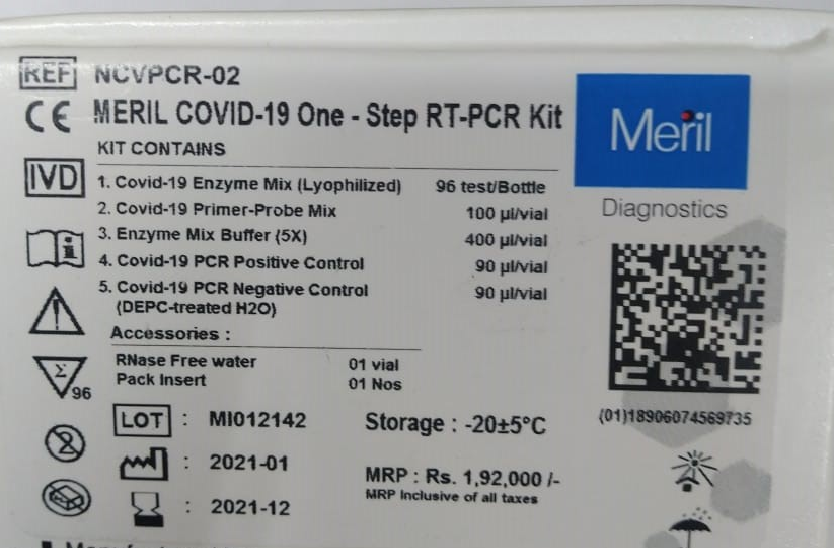 REF NCVPCR-02
CE MERIL COVID-19 One - Step RT-PCR Kit
Meril
Diagnostics
KIT CONTAINS
IVD
1. Covid-19 Enzyme Mix (Lyophilized) 96 test/Bottle
2. Covid-19 Primer-Probe Mix 100 µl/vial
3. Enzyme Mix Buffer (5X) 400 µl/vial
4. Covid-19 PCR Positive Control 90 µl/vial
5. Covid-19 PCR Negative Control 90 µl/vial
(DEPC-treated H2O)
Accessories :
RNase Free water 01 vial
Pack Insert 01 Nos
Σ 96
LOT : MI012142
: 2021-01
: 2021-12
2
Storage : -20±5°C
MRP : Rs. 1,92,000 /-
MRP Inclusive of all taxes
(01)18906074569735